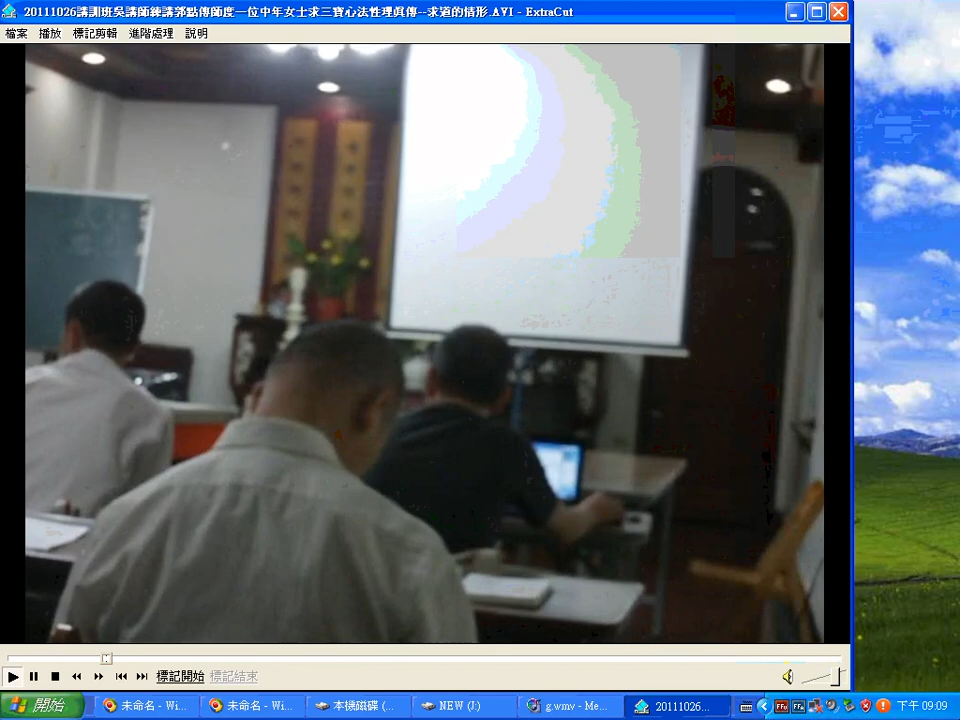 20111026講訓班吳講師鍊講郭點傳師度一位中年女士求三寶心法性理真傳--求道的情形.AVI - ExtraCut
檔案 播放 標記剪輯 進階處理 說明
標記開始 標記結束
開始 未命名 - Wi... 未命名 - Wi... 本機磁碟 (... NEW (J:) g.wmv - Me... 20111026... 下午 09:09